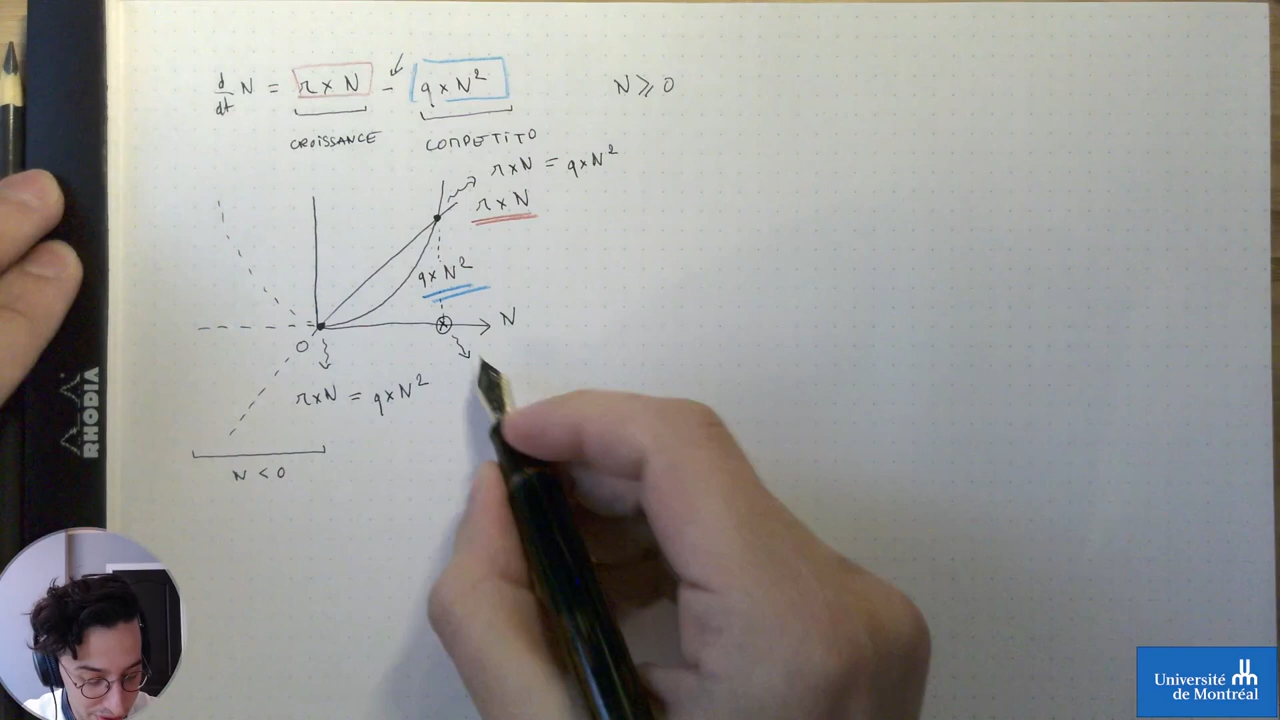 d/dt N = r × N - q × N² N ⩾ 0
CROISSANCE COMPETITO
r × N = q × N²
r × N
q × N²
N
0
r × N = q × N²
N < 0
RHODIA
Université
de Montréal